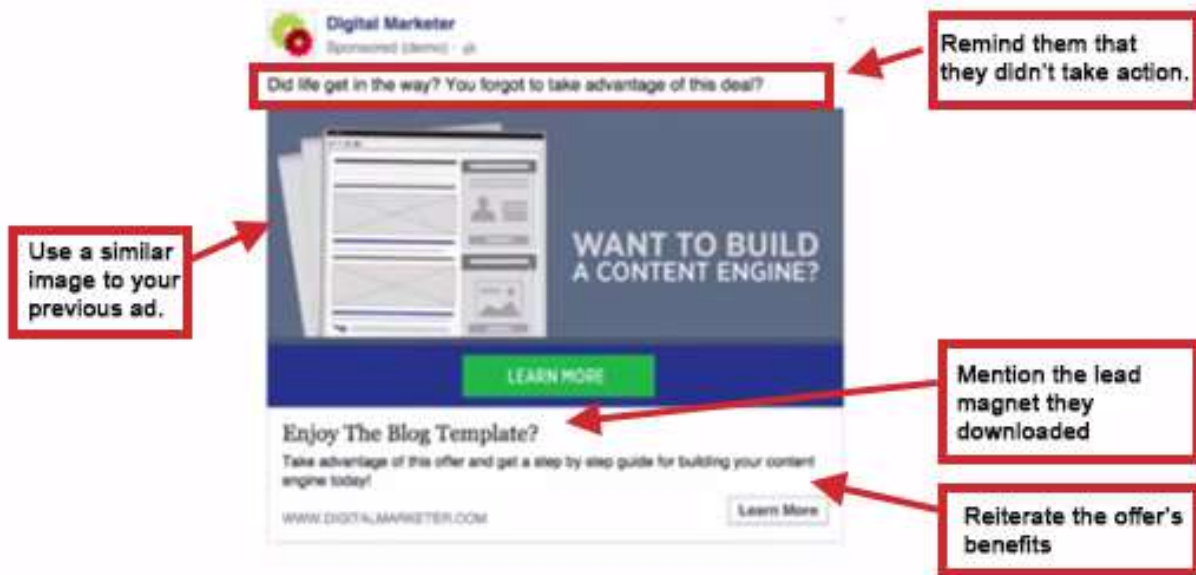 Digital Marketer
Sponsored (demo) ·
Remind them that
they didn't take action.
Did life get in the way? You forgot to take advantage of this deal?
Use a similar
image to your
previous ad.
WANT TO BUILD
A CONTENT ENGINE?
LEARN MORE
Mention the lead
magnet they
downloaded
Enjoy The Blog Template?
Take advantage of this offer and get a step by step guide for building your content
engine today!
WWW.DIGITALMARKETER.COM
Learn More
Reiterate the offer's
benefits